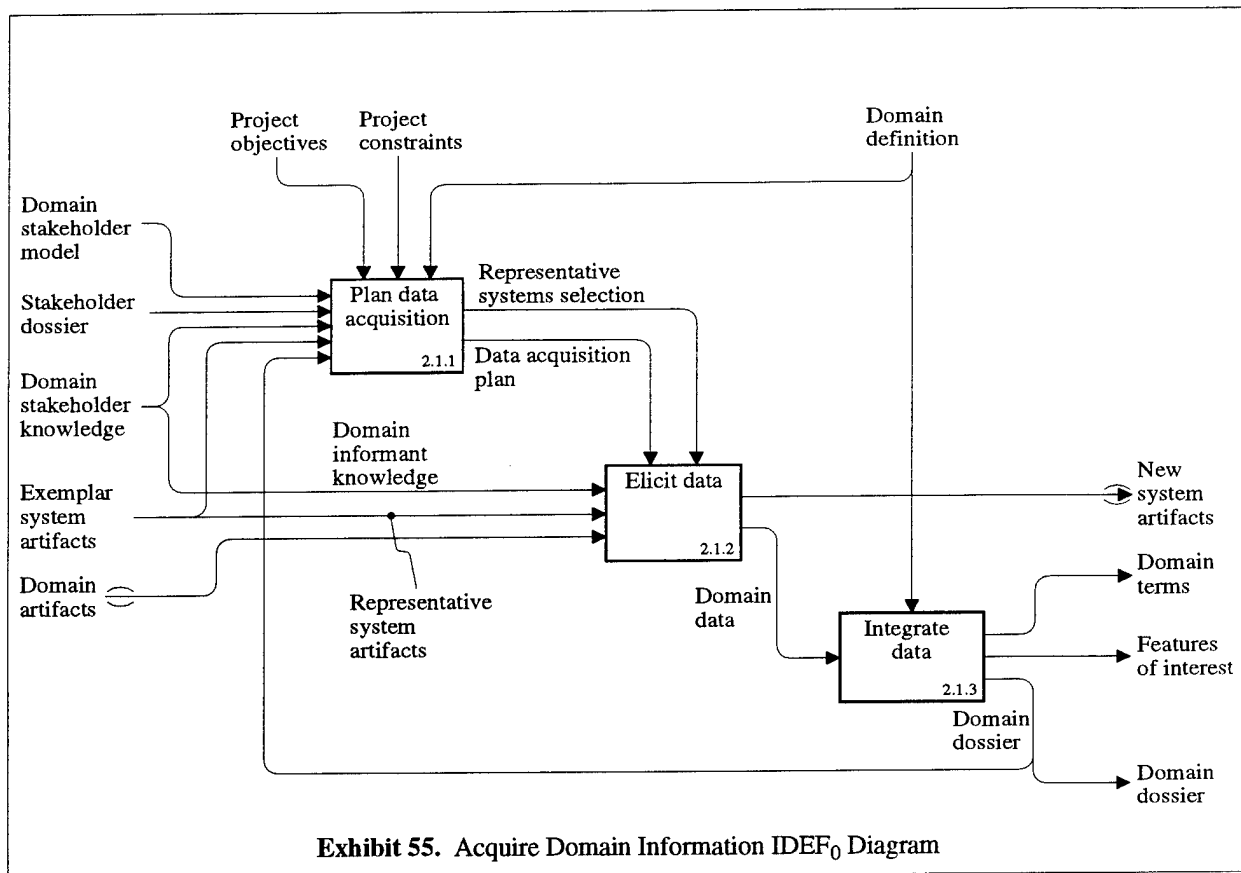 Project
objectives
Project
constraints
Domain
definition
Domain
stakeholder
model
Stakeholder
dossier
Domain
stakeholder
knowledge
Exemplar
system
artifacts
Domain
artifacts
Plan data
acquisition
2.1.1
Representative
systems selection
Data acquisition
plan
Domain
informant
knowledge
Elicit data
2.1.2
Representative
system
artifacts
Domain
data
Integrate
data
2.1.3
Domain
dossier
New
system
artifacts
Domain
terms
Features
of interest
Domain
dossier
Exhibit 55. Acquire Domain Information IDEF0 Diagram